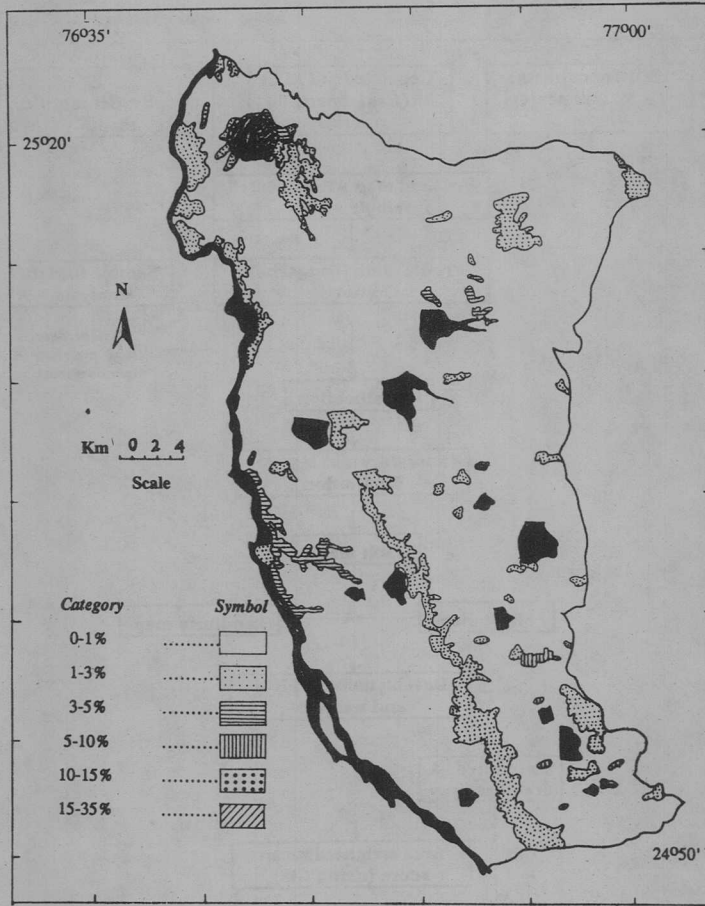 76°35' 77°00'
25°20'
N
Km 0 2 4
Scale
Category Symbol
0-1%
1-3%
3-5%
5-10%
10-15%
15-35%
24°50'